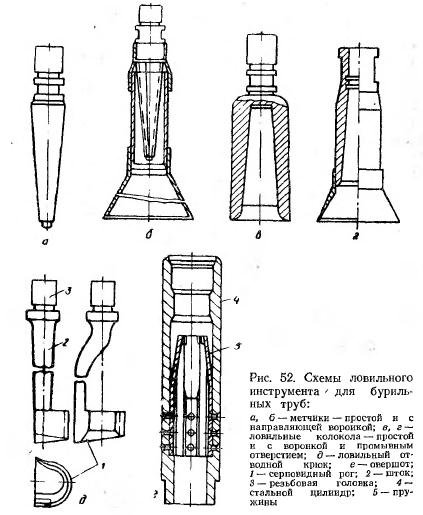 а
б
в
г
3
2
4
5
1
д
Рис. 52. Схемы ловильного
инструмента для буриль-
ных труб:
а, б — метчики — простой и с
направляющей воронкой; в, г —
ловильные колокола — простой
и с воронкой и промывным
отверстием; д — ловильный от-
водной крюк; е — овершот;
1 — серповидный рог; 2 — шток;
3 — резьбовая головка; 4 —
стальной цилиндр; 5 — пру-
жины